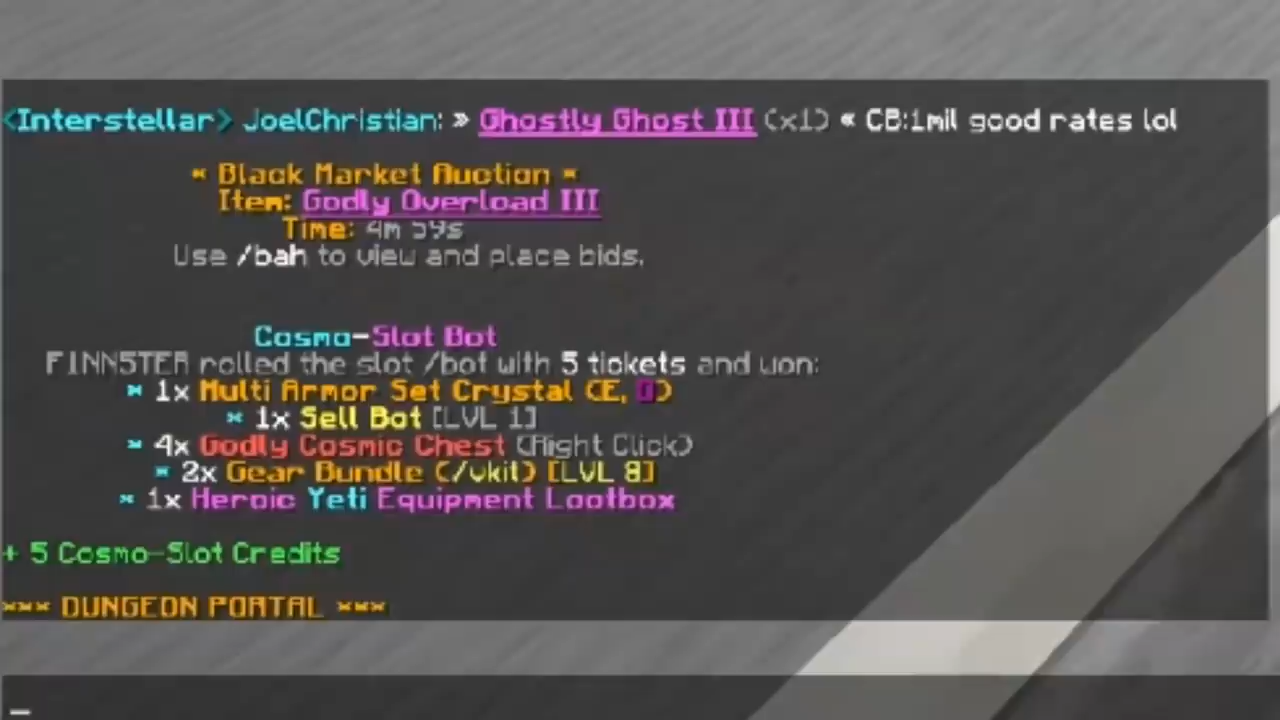 <Interstellar> JoelChristian: » Ghostly Ghost III (x1) « CB:1mil good rates lol
« Black Market Auction »
Item: Godly Overload III
Time: 4m 59s
Use /bah to view and place bids.
Cosmo-Slot Bot
F1NN5TER rolled the slot /bot with 5 tickets and won:
* 1x Multi Armor Set Crystal (E, G)
* 1x Sell Bot [LVL 1]
* 4x Godly Cosmic Chest (Right Click)
* 2x Gear Bundle (/vkit) [LVL 8]
* 1x Heroic Yeti Equipment Lootbox
+ 5 Cosmo-Slot Credits
*** DUNGEON PORTAL ***
_